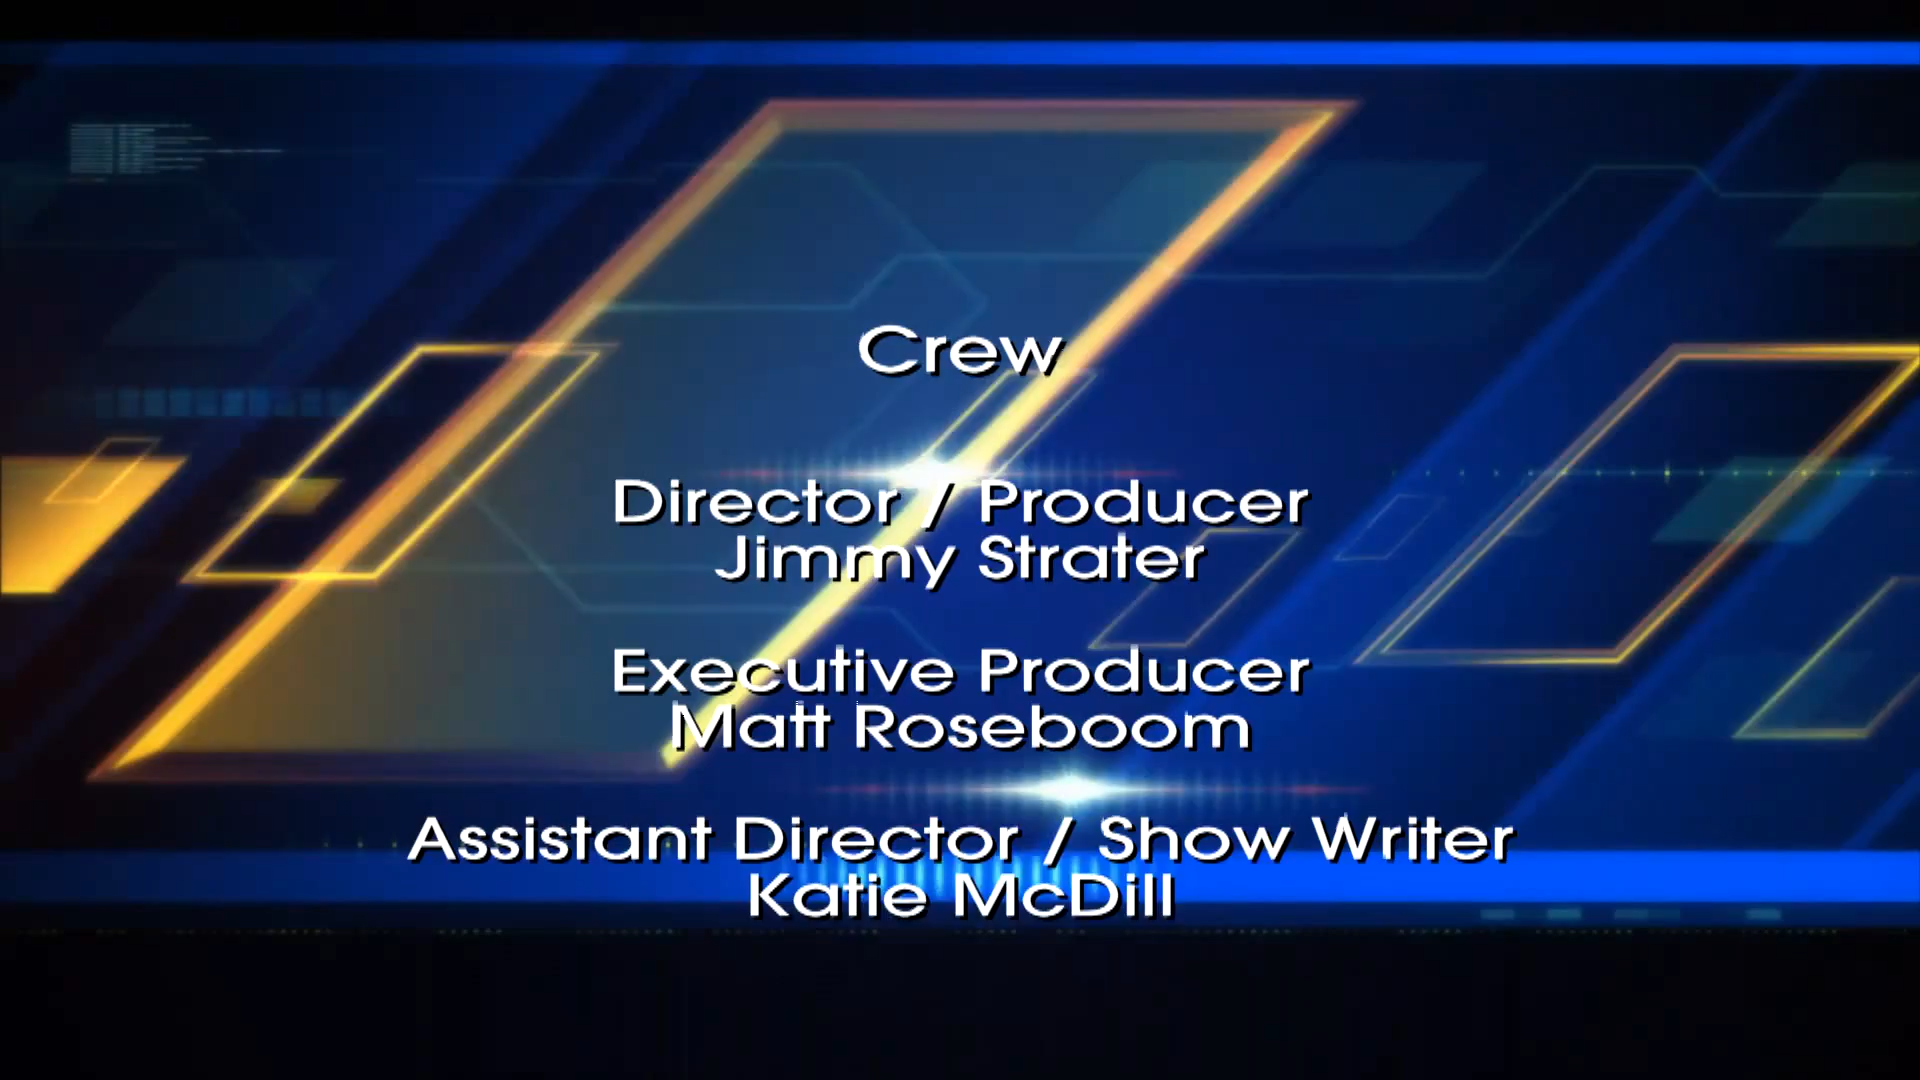 Crew
Director / Producer
Jimmy Strater
Executive Producer
Matt Roseboom
Assistant Director / Show Writer
Katie McDill